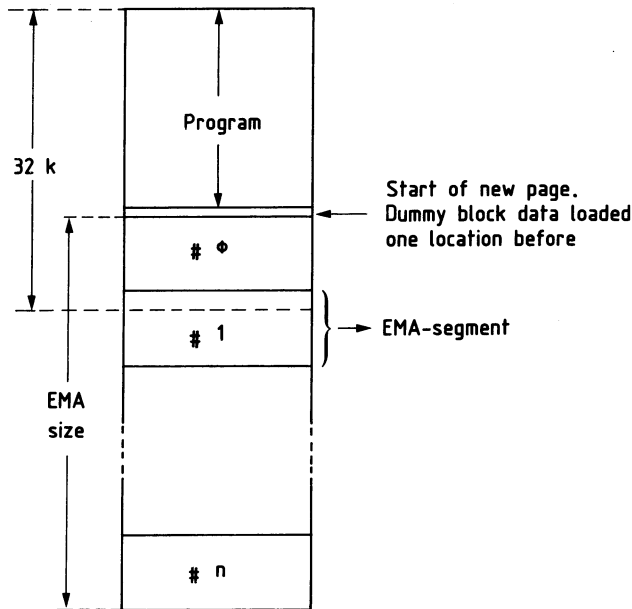 Program
32 k
Start of new page.
Dummy block data loaded
one location before
# Φ
# 1
EMA-segment
EMA
size
# n